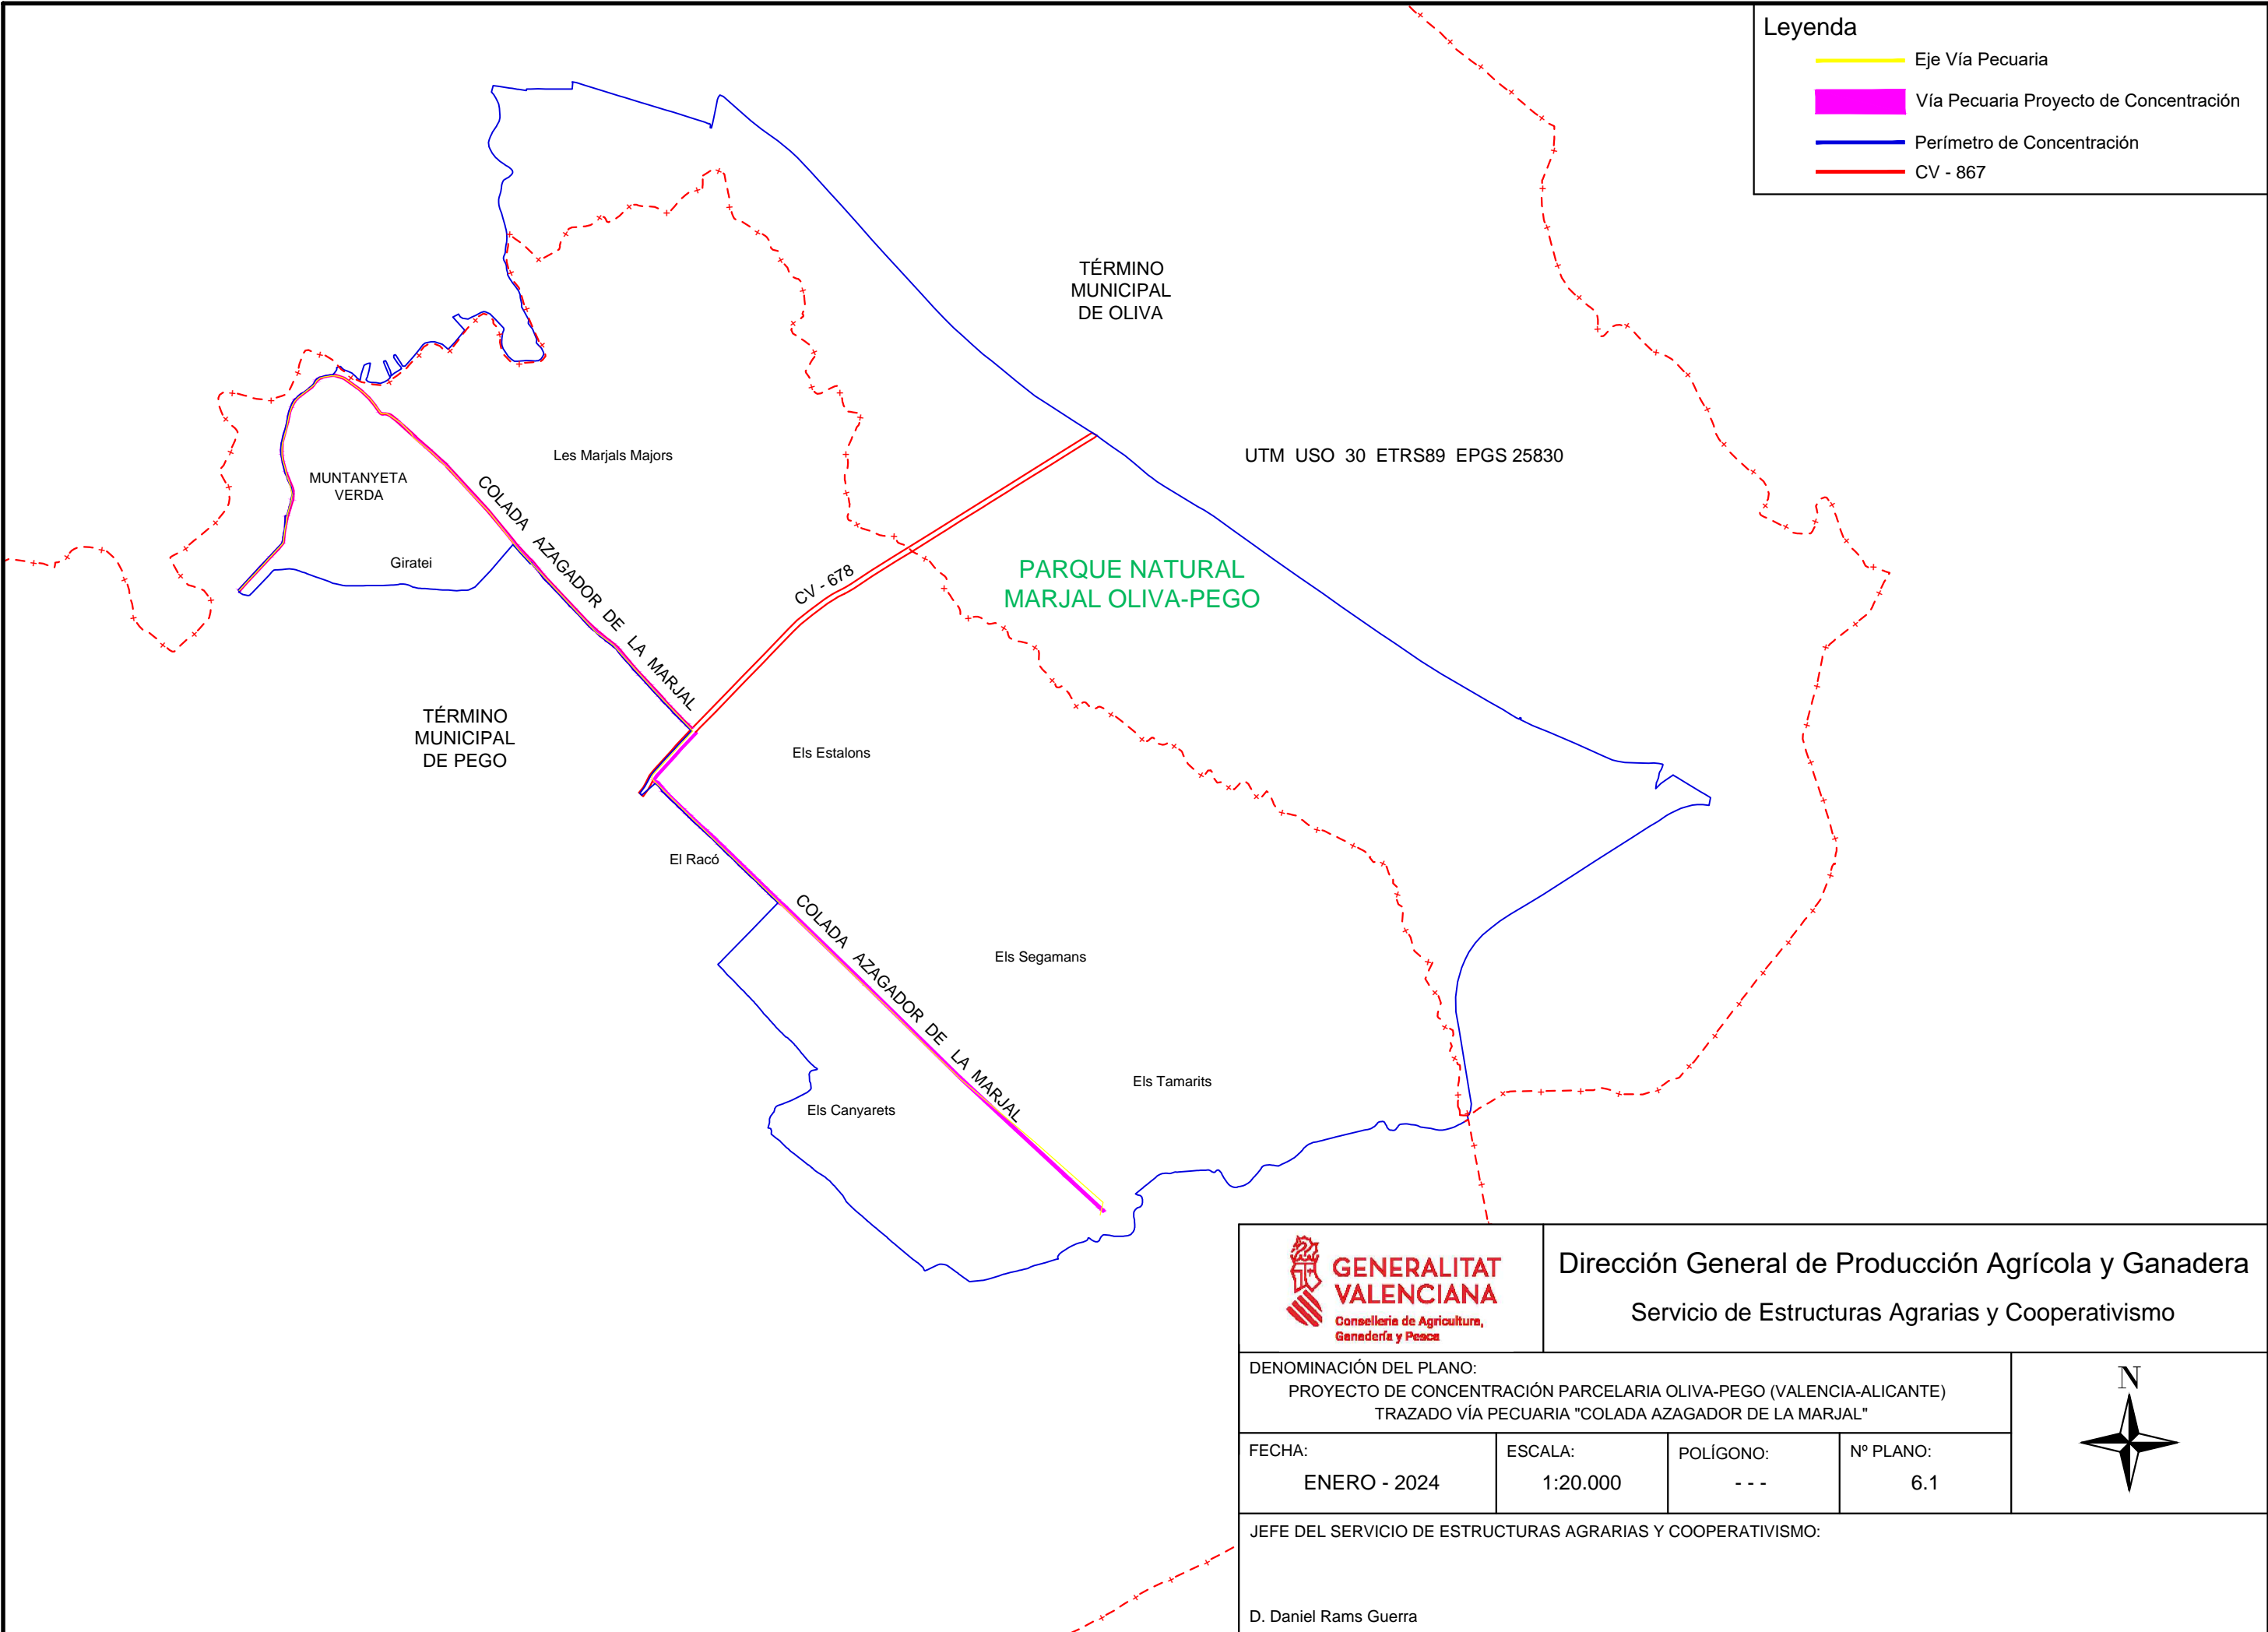 Leyenda
Eje Vía Pecuaria
Vía Pecuaria Proyecto de Concentración
Perímetro de Concentración
CV - 867
TÉRMINO
MUNICIPAL
DE OLIVA
Les Marjals Majors
UTM USO 30 ETRS89 EPGS 25830
MUNTANYETA
VERDA
COLADA AZAGADOR DE LA MARJAL
Giratei
CV - 678
PARQUE NATURAL
MARJAL OLIVA-PEGO
TÉRMINO
MUNICIPAL
DE PEGO
Els Estalons
El Racó
COLADA AZAGADOR DE LA MARJAL
Els Segamans
Els Tamarits
Els Canyarets
GENERALITAT
VALENCIANA
Conselleria de Agricultura,
Ganadería y Pesca
Dirección General de Producción Agrícola y Ganadera
Servicio de Estructuras Agrarias y Cooperativismo
DENOMINACIÓN DEL PLANO:
PROYECTO DE CONCENTRACIÓN PARCELARIA OLIVA-PEGO (VALENCIA-ALICANTE)
TRAZADO VÍA PECUARIA "COLADA AZAGADOR DE LA MARJAL"
N
FECHA:
ENERO - 2024
ESCALA:
1:20.000
POLÍGONO:
- - -
Nº PLANO:
6.1
JEFE DEL SERVICIO DE ESTRUCTURAS AGRARIAS Y COOPERATIVISMO:
D. Daniel Rams Guerra